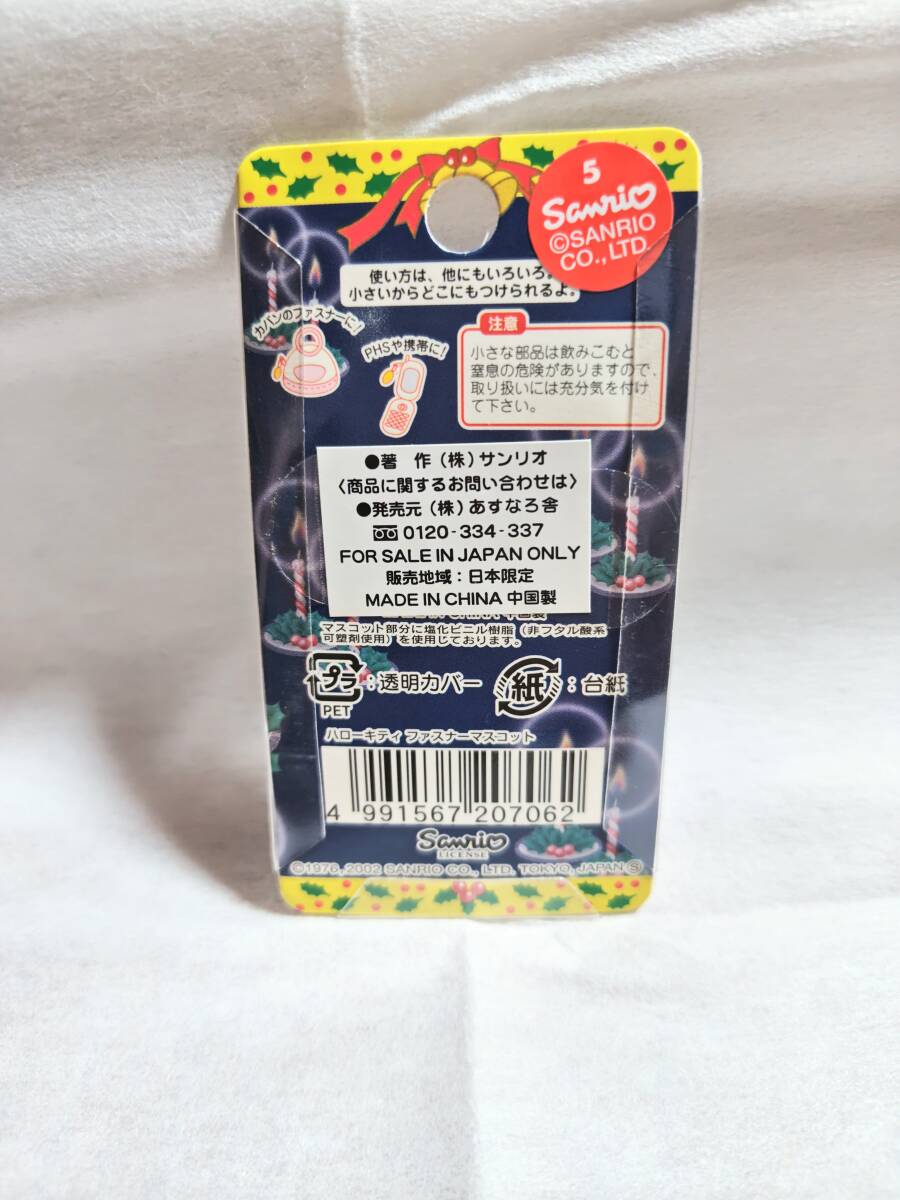 5
Sanrio
©SANRIO
CO., LTD.
使い方は、他にもいろいろ。
小さいからどこにもつけられるよ。
カバンのファスナーに!
PHSや携帯に!
注意
小さな部品は飲みこむと
窒息の危険がありますので、
取り扱いには充分気を付け
て下さい。
●著 作(株)サンリオ
〈商品に関するお問い合わせは〉
●発売元(株)あすなろ舎
0120-334-337
FOR SALE IN JAPAN ONLY
販売地域:日本限定
MADE IN CHINA 中国製
マスコット部分に塩化ビニル樹脂(非フタル酸系
可塑剤使用)を使用しております。
プラ:透明カバー
PET
紙:台紙
ハローキティ ファスナーマスコット
4 991567 207062
Sanrio
LICENSE
©1976, 2002 SANRIO CO., LTD. TOKYO, JAPAN Ⓢ